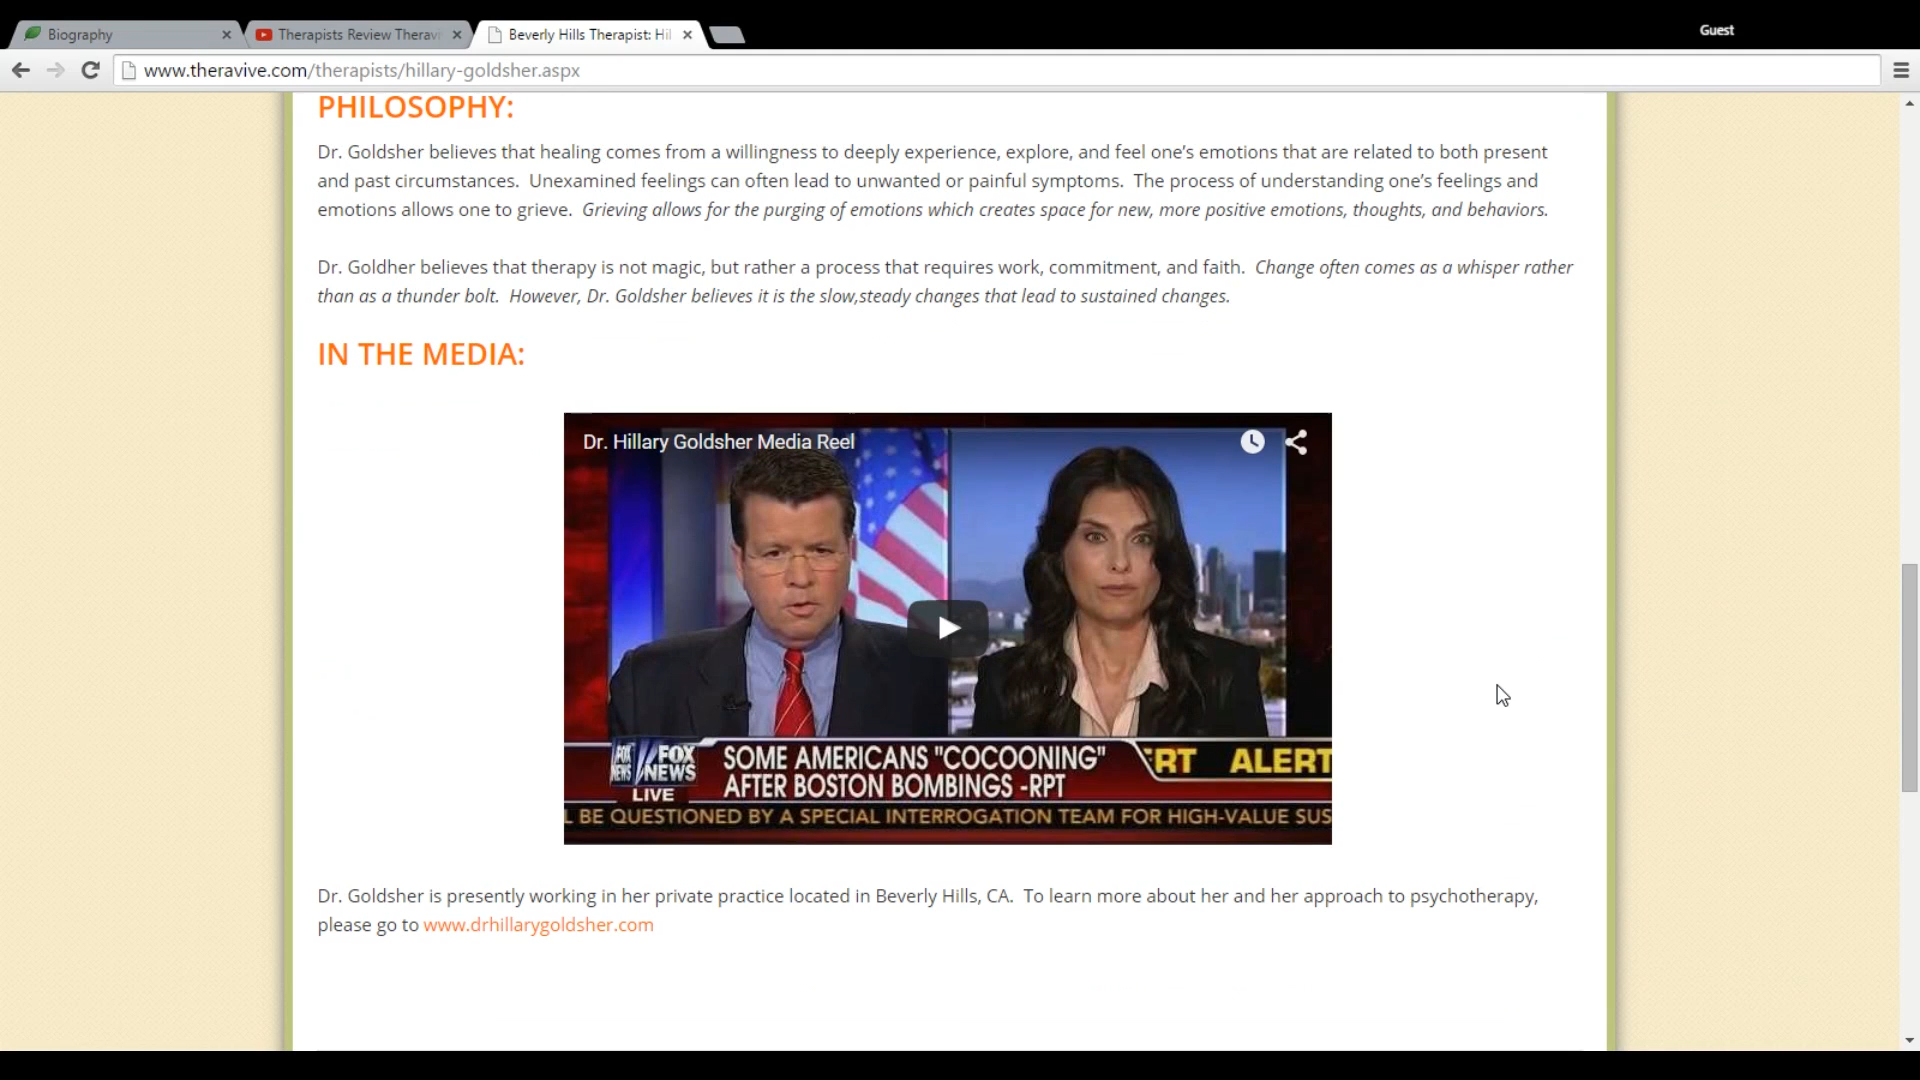 Biography
Therapists Review Theravi
Beverly Hills Therapist: Hil
Guest
www.theravive.com/therapists/hillary-goldsher.aspx
PHILOSOPHY:
Dr. Goldsher believes that healing comes from a willingness to deeply experience, explore, and feel one’s emotions that are related to both present
and past circumstances.  Unexamined feelings can often lead to unwanted or painful symptoms.  The process of understanding one’s feelings and
emotions allows one to grieve.  Grieving allows for the purging of emotions which creates space for new, more positive emotions, thoughts, and behaviors.
Dr. Goldher believes that therapy is not magic, but rather a process that requires work, commitment, and faith.  Change often comes as a whisper rather
than as a thunder bolt.  However, Dr. Goldsher believes it is the slow,steady changes that lead to sustained changes.
IN THE MEDIA:
Dr. Hillary Goldsher Media Reel
FOX NEWS
FOX NEWS
LIVE
SOME AMERICANS "COCOONING"
AFTER BOSTON BOMBINGS -RPT
RT ALERT
L BE QUESTIONED BY A SPECIAL INTERROGATION TEAM FOR HIGH-VALUE SUS
Dr. Goldsher is presently working in her private practice located in Beverly Hills, CA.  To learn more about her and her approach to psychotherapy,
please go to www.drhillarygoldsher.com